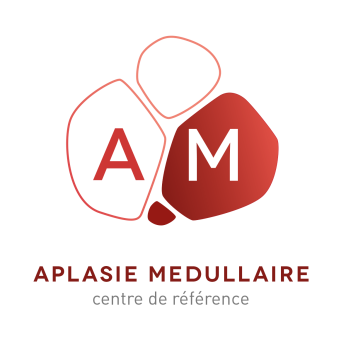 A M
APLASIE MEDULLAIRE
centre de référence